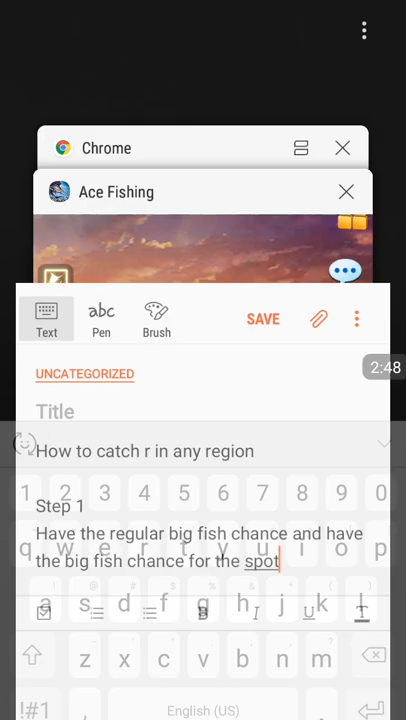 Chrome
Ace Fishing
Text
Pen
Brush
SAVE
2:48
UNCATEGORIZED
Title
How to catch r in any region
Step 1
Have the regular big fish chance and have
the big fish chance for the spot
1 2 3 4 5 6 7 8 9 0
q w e r t y u i o p
@ # & * - + = ( )
a s d f g h j k l
B I U T
z x c v b n m
!#1 , English (US) .